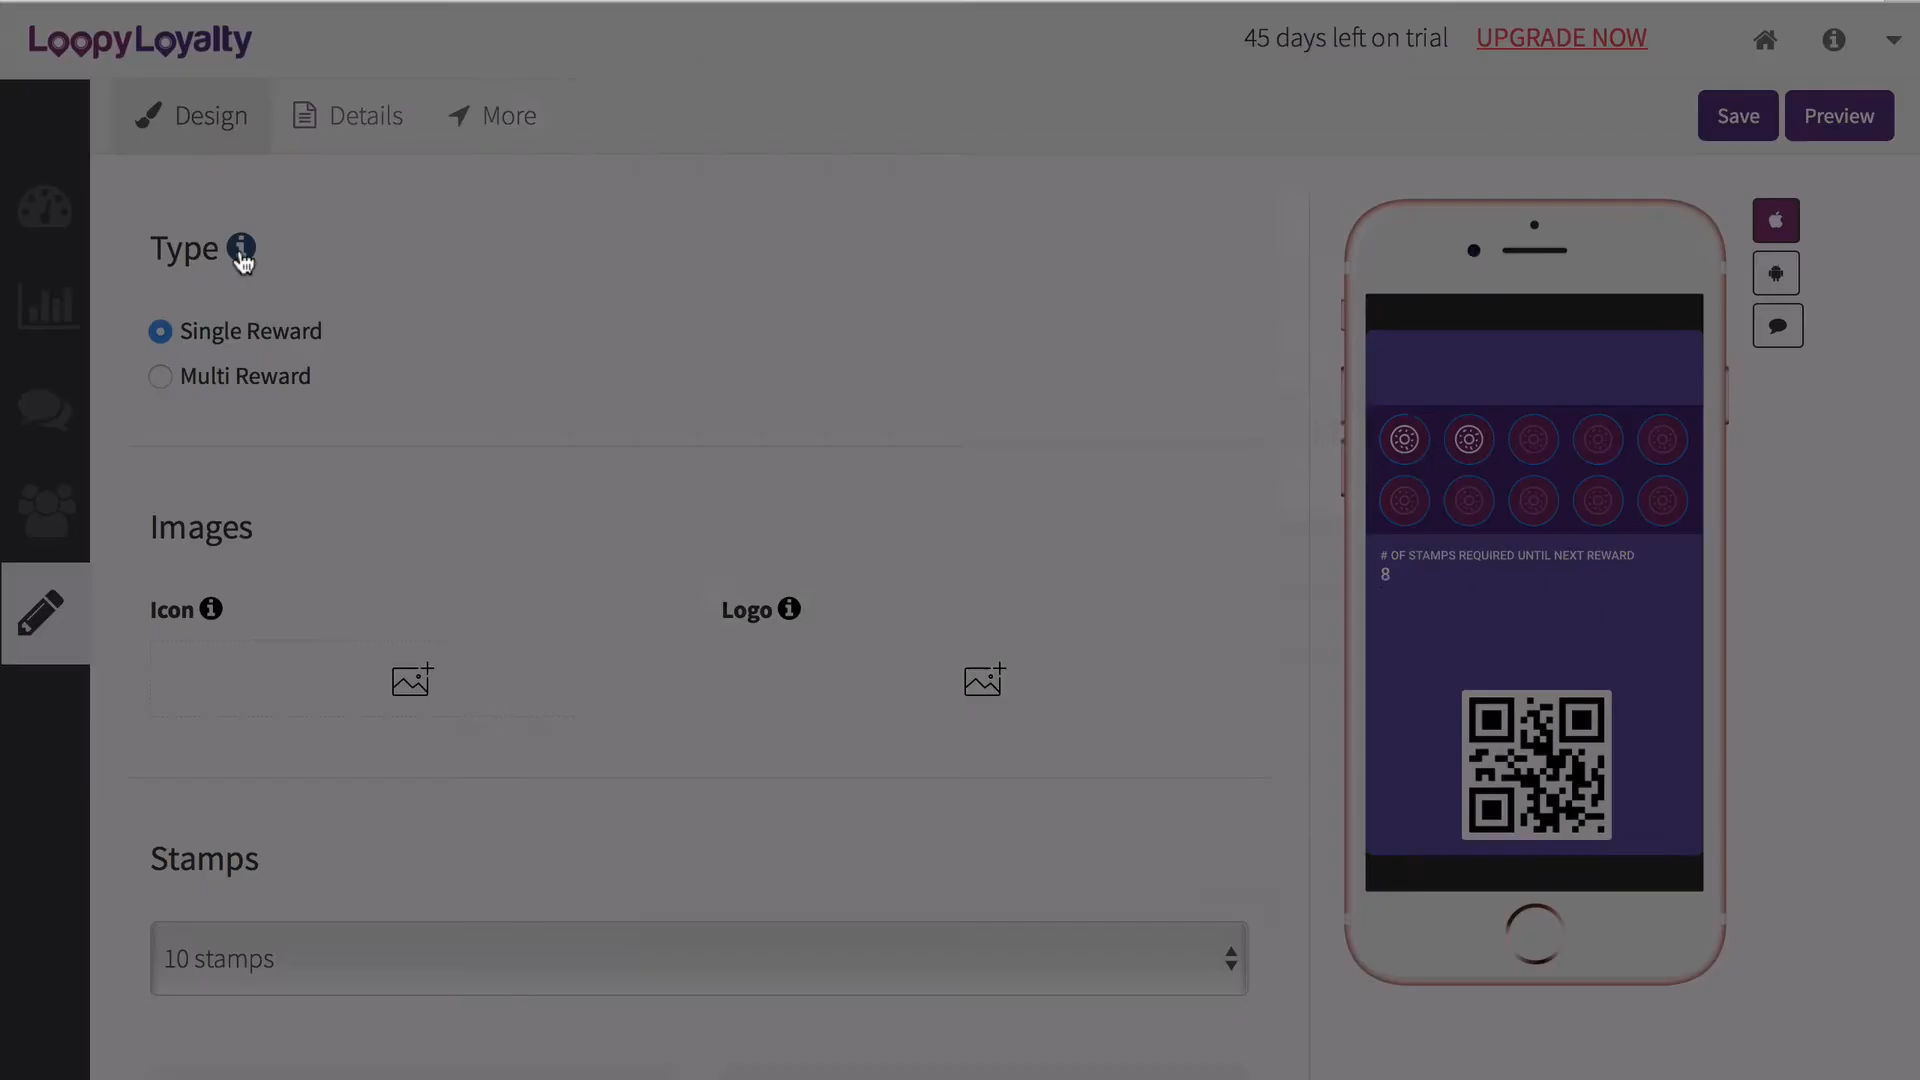 LoopyLoyalty
45 days left on trial UPGRADE NOW
Design Details More
Save Preview
Type
Single Reward
Multi Reward
Images
Icon Logo
Stamps
10 stamps
# OF STAMPS REQUIRED UNTIL NEXT REWARD
8